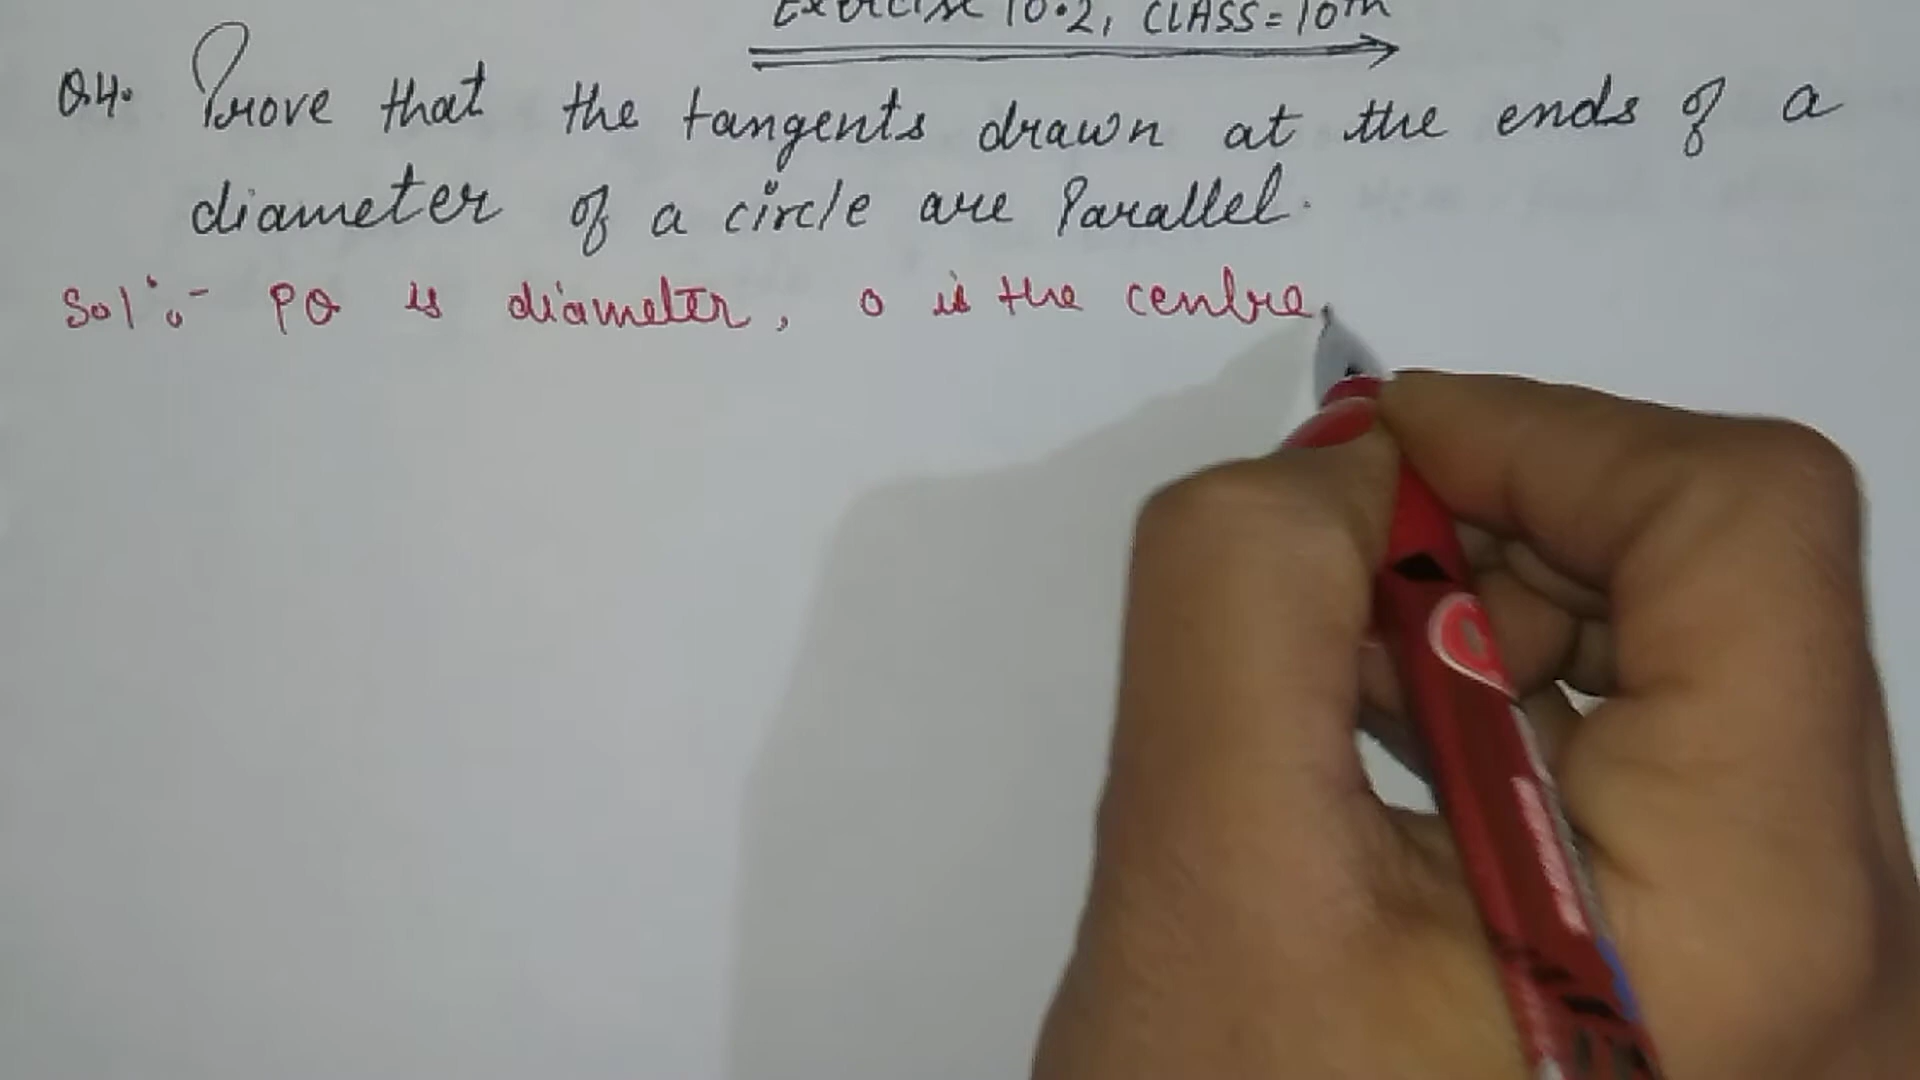 Exercise 10.2, CLASS = 10th
Q4. Prove that the tangents drawn at the ends of a
diameter of a circle are Parallel.
Sol:- PQ is diameter, O is the centre,